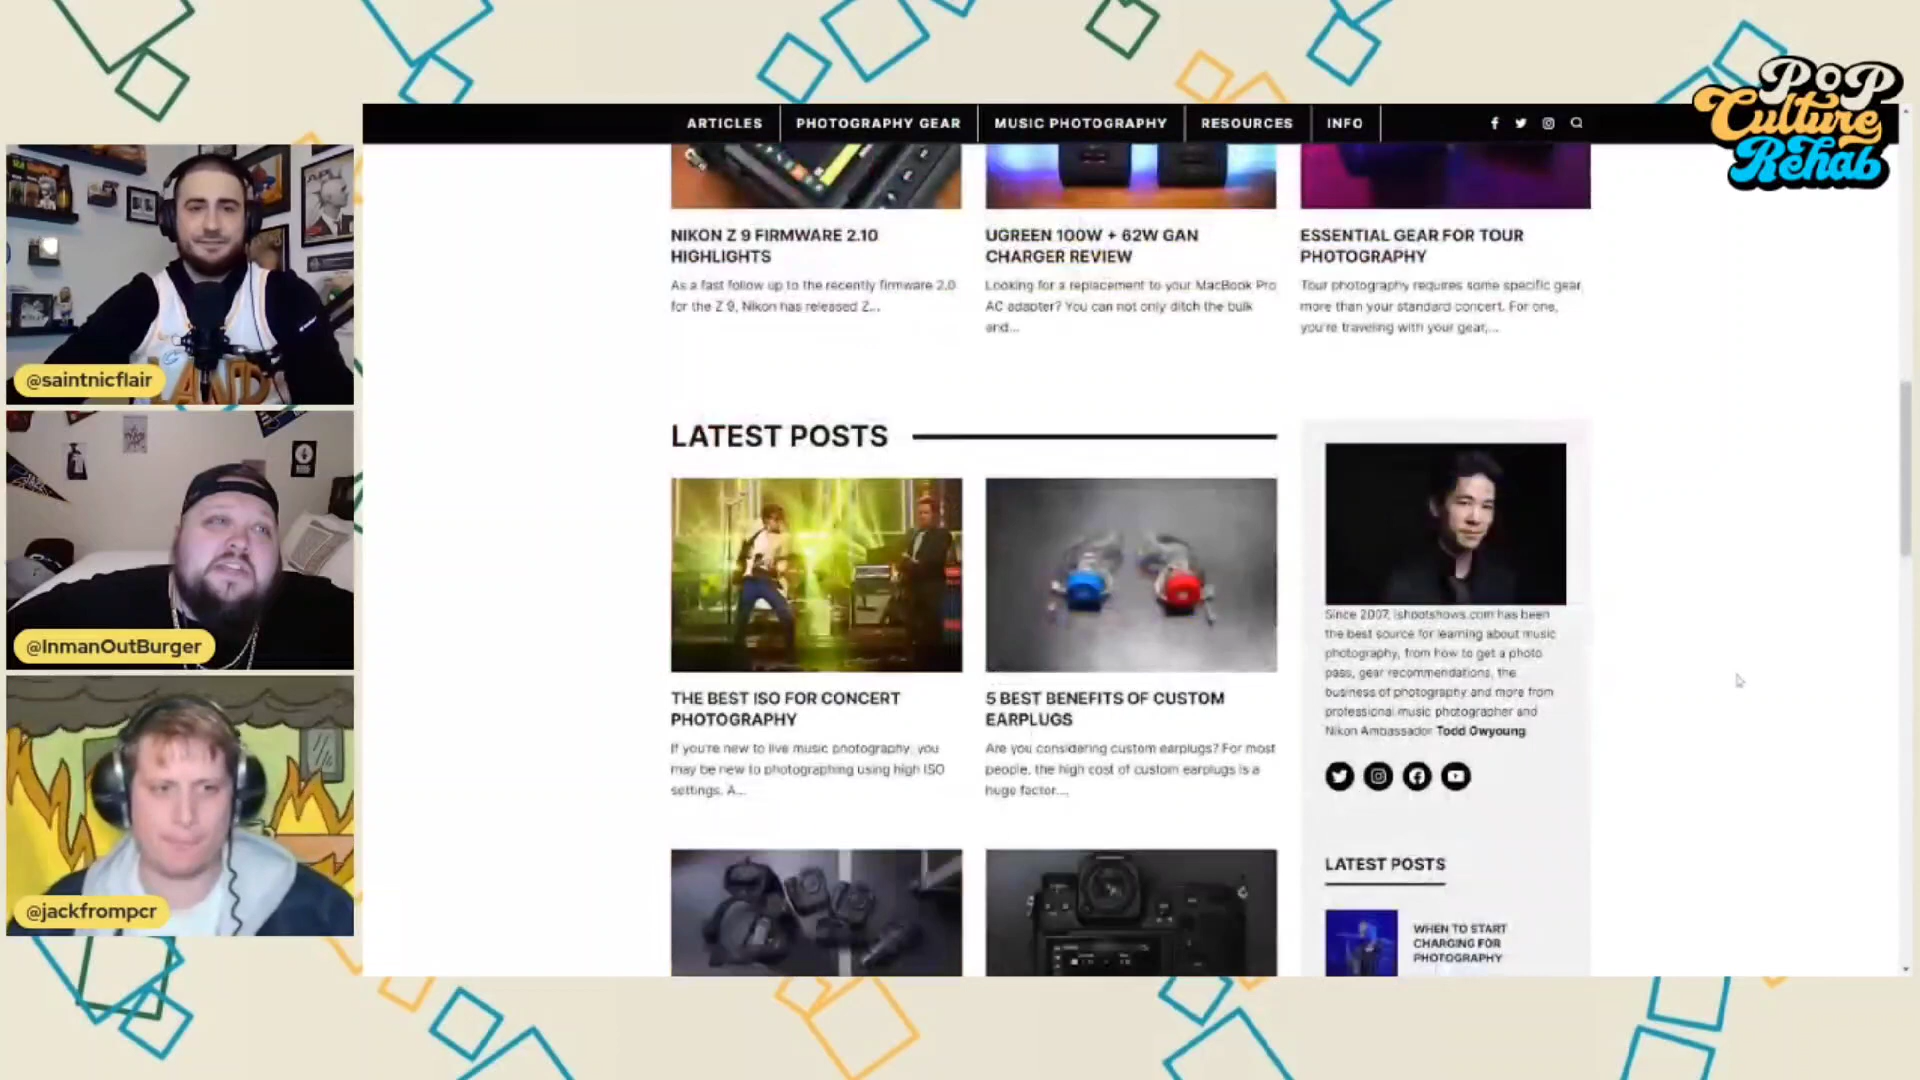 POP
Culture
Rehab
ARTICLES
PHOTOGRAPHY GEAR
MUSIC PHOTOGRAPHY
RESOURCES
INFO
@saintnicflair
@InmanOutBurger
@jackfrompcr
NIKON Z 9 FIRMWARE 2.10
HIGHLIGHTS
As a fast follow up to the recently firmware 2.0
for the Z 9, Nikon has released Z...
UGREEN 100W + 62W GAN
CHARGER REVIEW
Looking for a replacement to your MacBook Pro
AC adapter? You can not only ditch the bulk
and...
ESSENTIAL GEAR FOR TOUR
PHOTOGRAPHY
Tour photography requires some specific gear
more than your standard concert. For one,
you're traveling with your gear,...
LATEST POSTS
THE BEST ISO FOR CONCERT
PHOTOGRAPHY
If you're new to live music photography, you
may be new to photographing using high ISO
settings. A...
5 BEST BENEFITS OF CUSTOM
EARPLUGS
Are you considering custom earplugs? For most
people, the high cost of custom earplugs is a
huge factor....
Since 2007, ishootshows.com has been
the best source for learning about music
photography, from how to get a photo
pass, gear recommendations, the
business of photography and more from
professional music photographer and
Nikon Ambassador Todd Owyoung
LATEST POSTS
WHEN TO START
CHARGING FOR
PHOTOGRAPHY